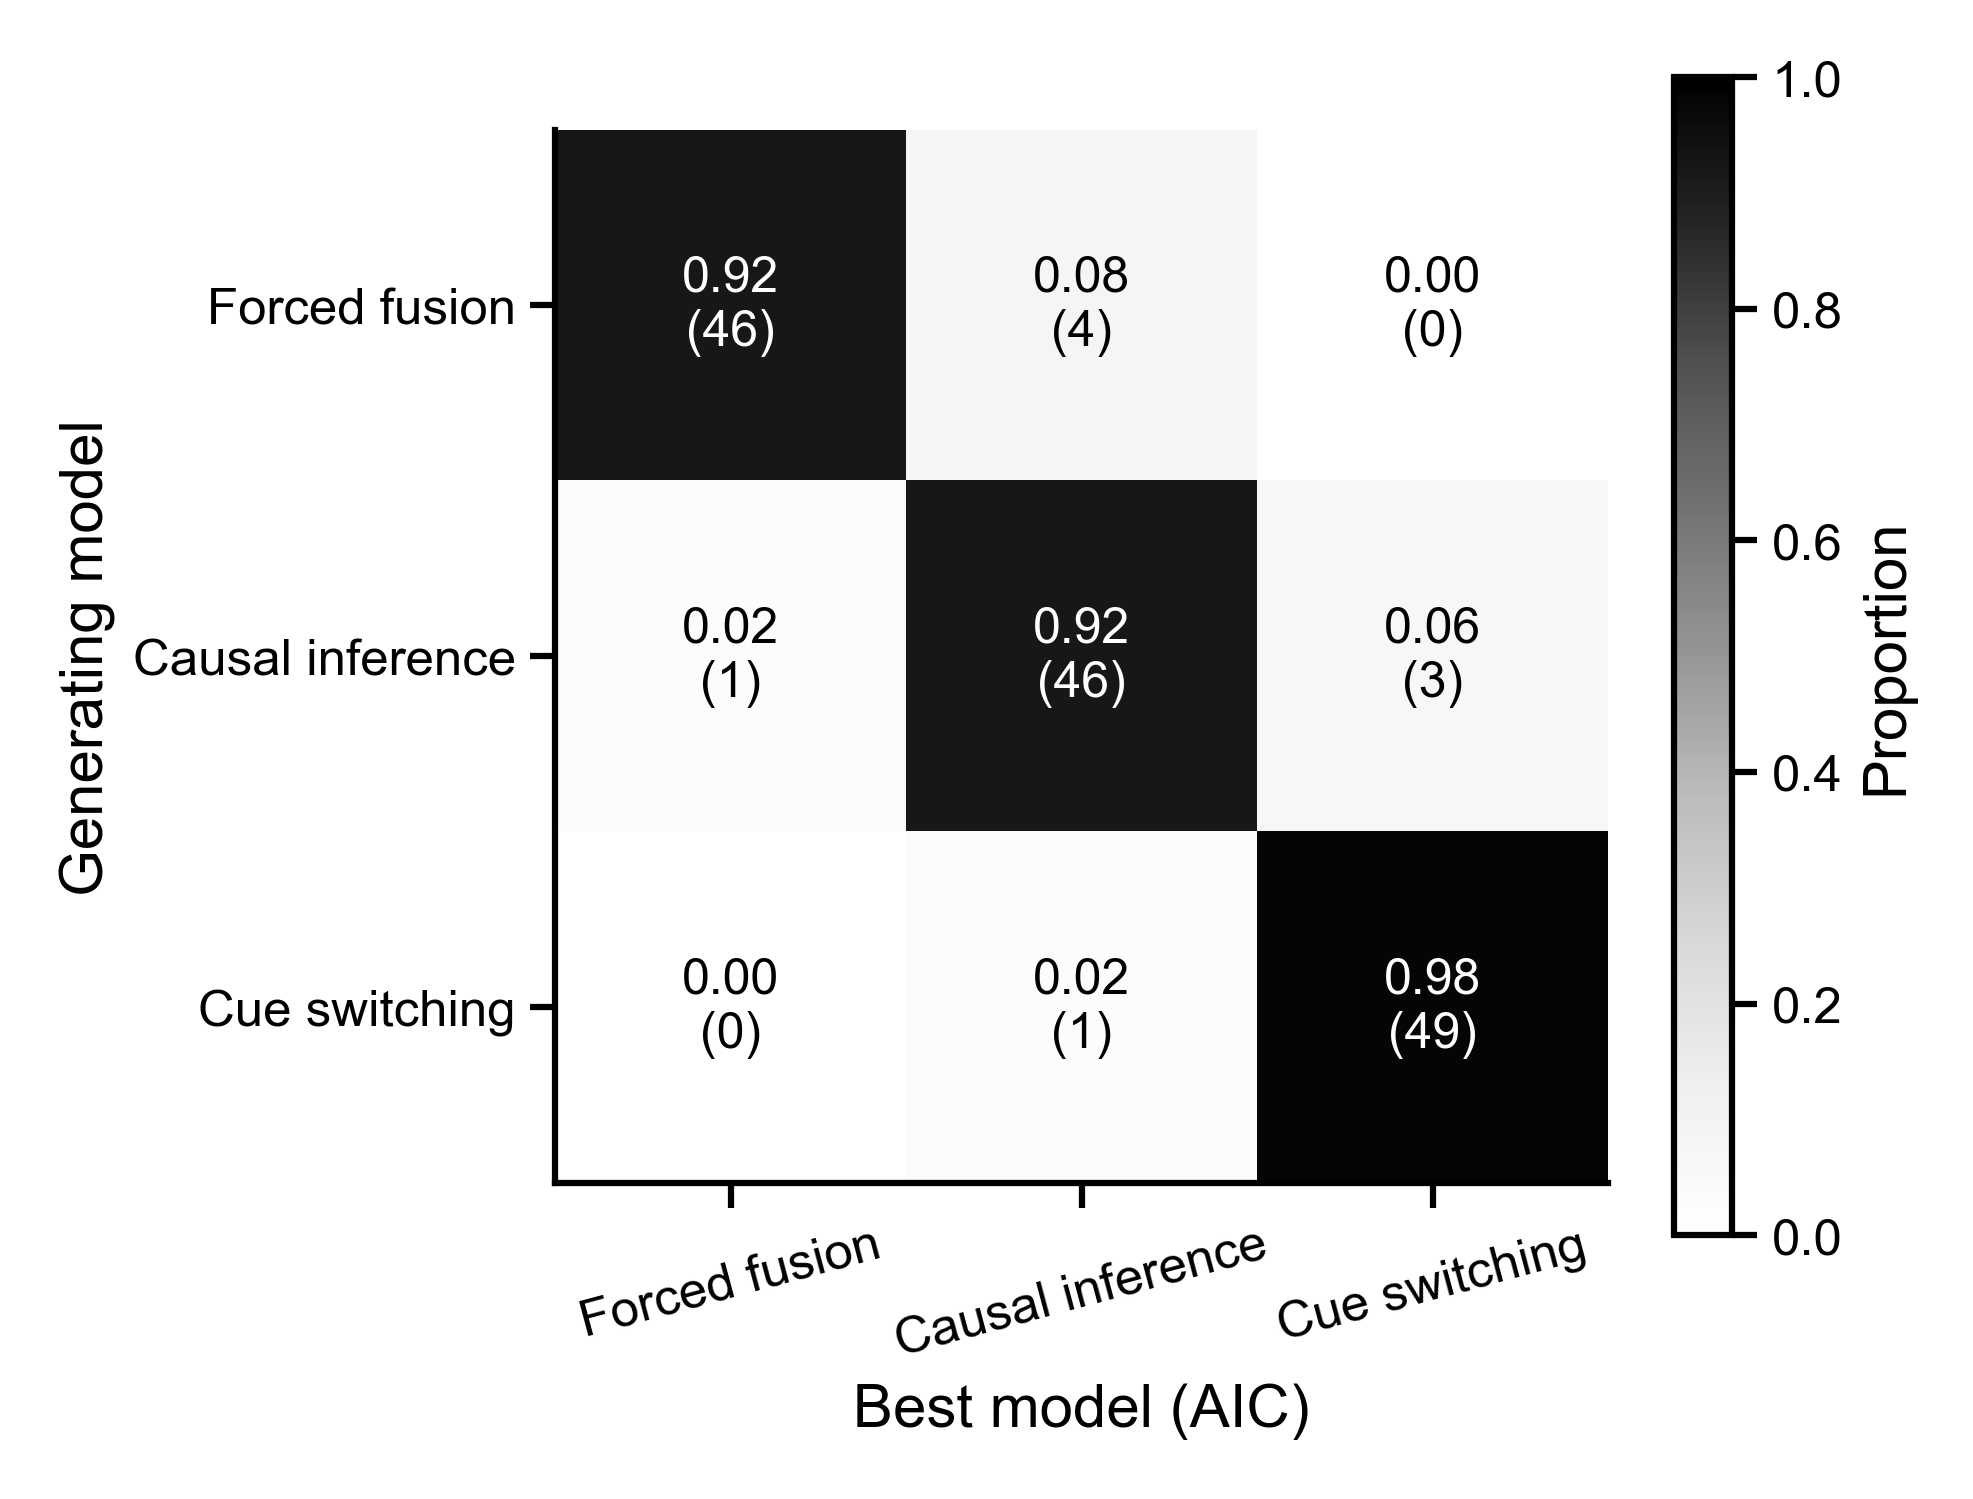 Generating model
Forced fusion
Causal inference
Cue switching
0.92
(46)
0.08
(4)
0.00
(0)
0.02
(1)
0.92
(46)
0.06
(3)
0.00
(0)
0.02
(1)
0.98
(49)
Forced fusion
Causal inference
Cue switching
Best model (AIC)
1.0
0.8
0.6
0.4
0.2
0.0
Proportion